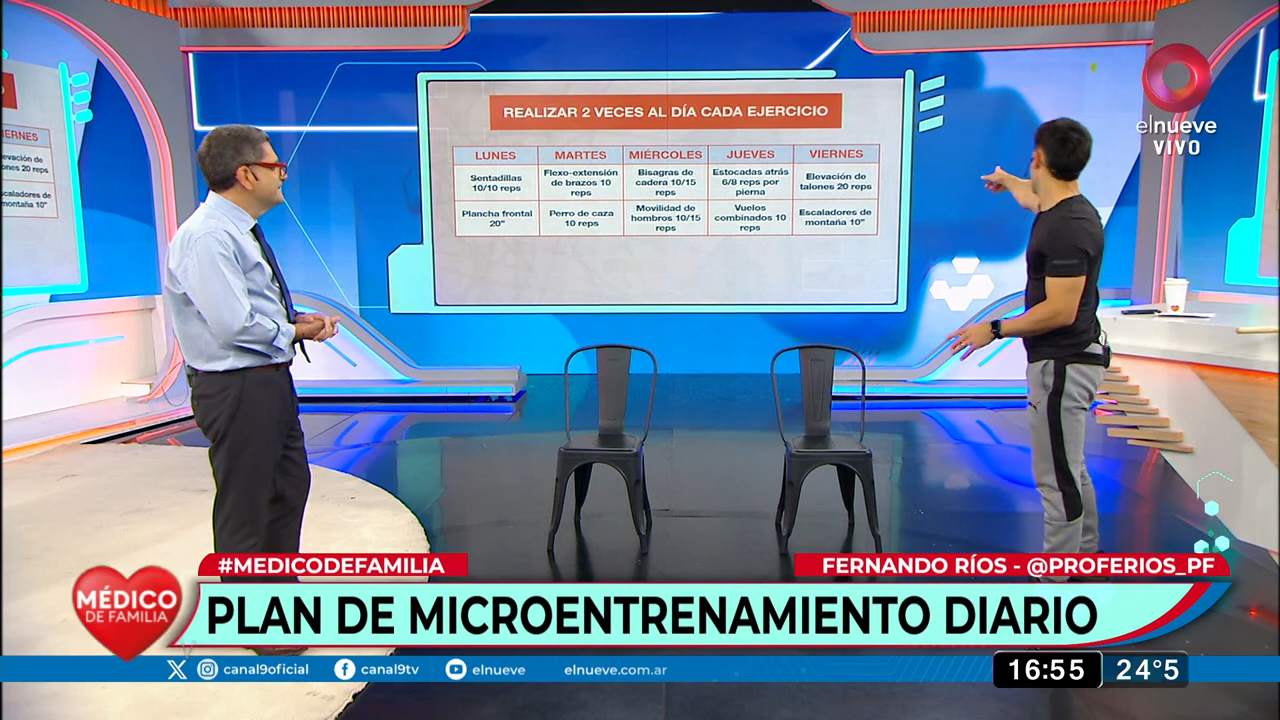 REALIZAR 2 VECES AL DÍA CADA EJERCICIO
LUNES
MARTES
MIÉRCOLES
JUEVES
VIERNES
Sentadillas
10/10 reps
Flexo-extensión
de brazos 10
reps
Bisagras de
cadera 10/15
reps
Estocadas atrás
6/8 reps por
pierna
Elevación de
talones 20 reps
Plancha frontal
20"
Perro de caza
10 reps
Movilidad de
hombros 10/15
reps
Vuelos
combinados 10
reps
Escaladores de
montaña 10"
IERNES
levación de
ones 20 reps
scaladores de
montaña 10"
elnueve
VIVO
#MEDICODEFAMILIA
FERNANDO RÍOS - @PROFERIOS_PF
MÉDICO
DE FAMILIA
PLAN DE MICROENTRENAMIENTO DIARIO
canal9oficial
canal9tv
elnueve
elnueve.com.ar
16:55
24°5